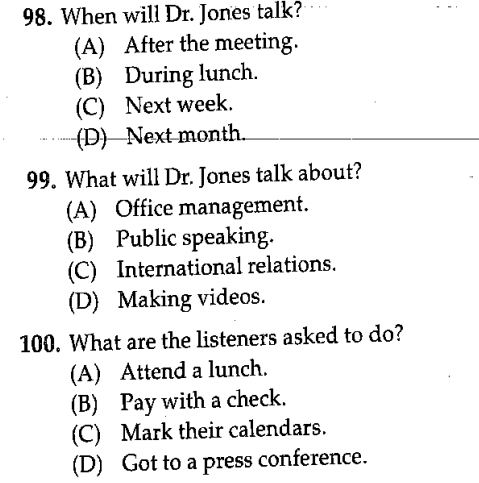 98. When will Dr. Jones talk?
(A) After the meeting.
(B) During lunch.
(C) Next week.
(D) Next month.
99. What will Dr. Jones talk about?
(A) Office management.
(B) Public speaking.
(C) International relations.
(D) Making videos.
100. What are the listeners asked to do?
(A) Attend a lunch.
(B) Pay with a check.
(C) Mark their calendars.
(D) Got to a press conference.